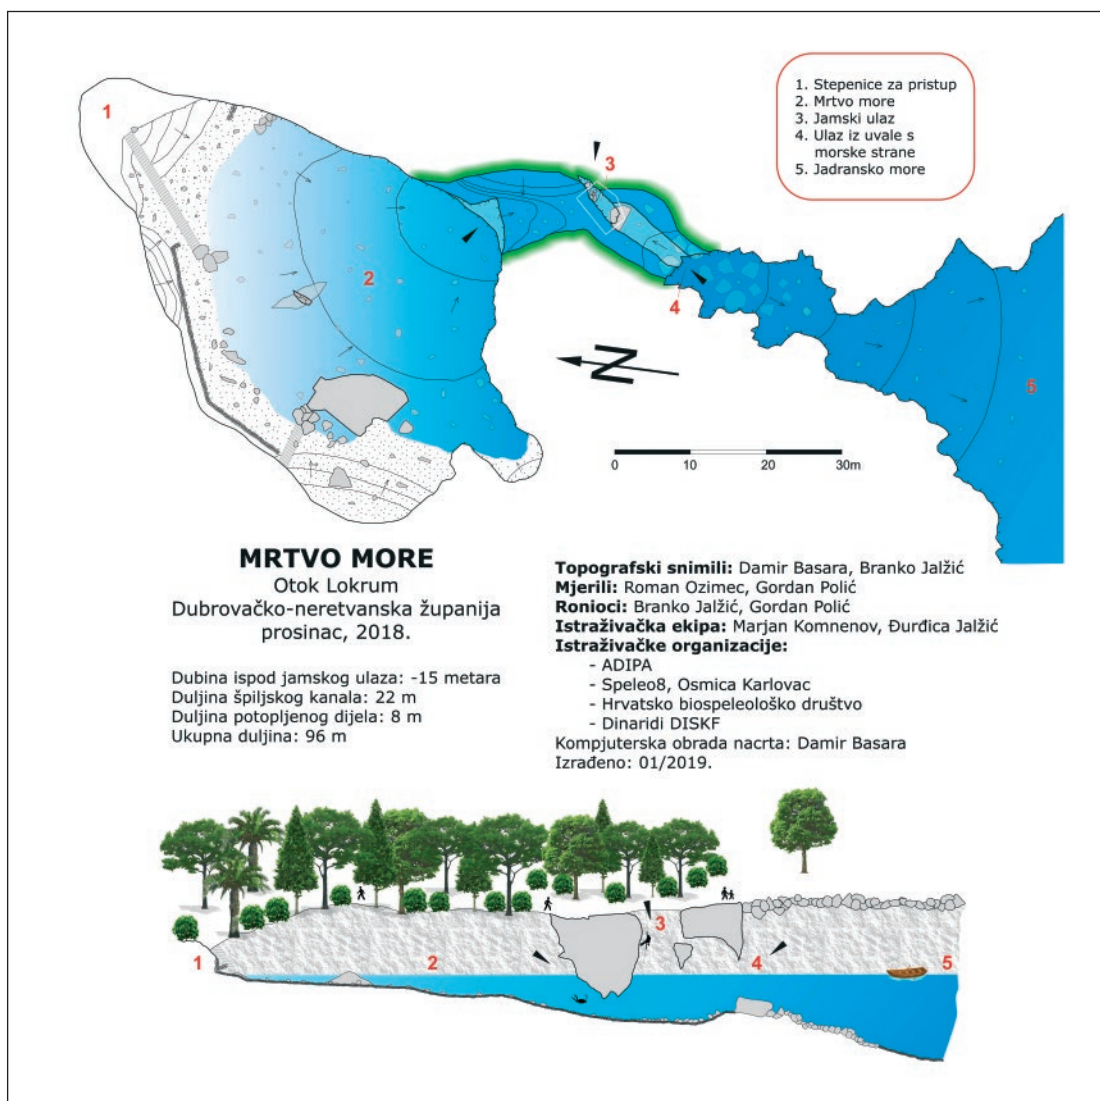 1. Stepenice za pristup
2. Mrtvo more
3. Jamski ulaz
4. Ulaz iz uvale s
morske strane
5. Jadransko more
1
2
3
4
5
N
0 10 20 30m
MRTVO MORE
Otok Lokrum
Dubrovačko-neretvanska županija
prosinac, 2018.
Dubina ispod jamskog ulaza: -15 metara
Duljina špiljskog kanala: 22 m
Duljina potopljenog dijela: 8 m
Ukupna duljina: 96 m
Topografski snimili: Damir Basara, Branko Jalžić
Mjerili: Roman Ozimec, Gordan Polić
Ronioci: Branko Jalžić, Gordan Polić
Istraživačka ekipa: Marjan Komnenov, Đurđica Jalžić
Istraživačke organizacije:
- ADIPA
- Speleo8, Osmica Karlovac
- Hrvatsko biospeleološko društvo
- Dinaridi DISKF
Kompjuterska obrada nacrta: Damir Basara
Izrađeno: 01/2019.
1
2
3
4
5